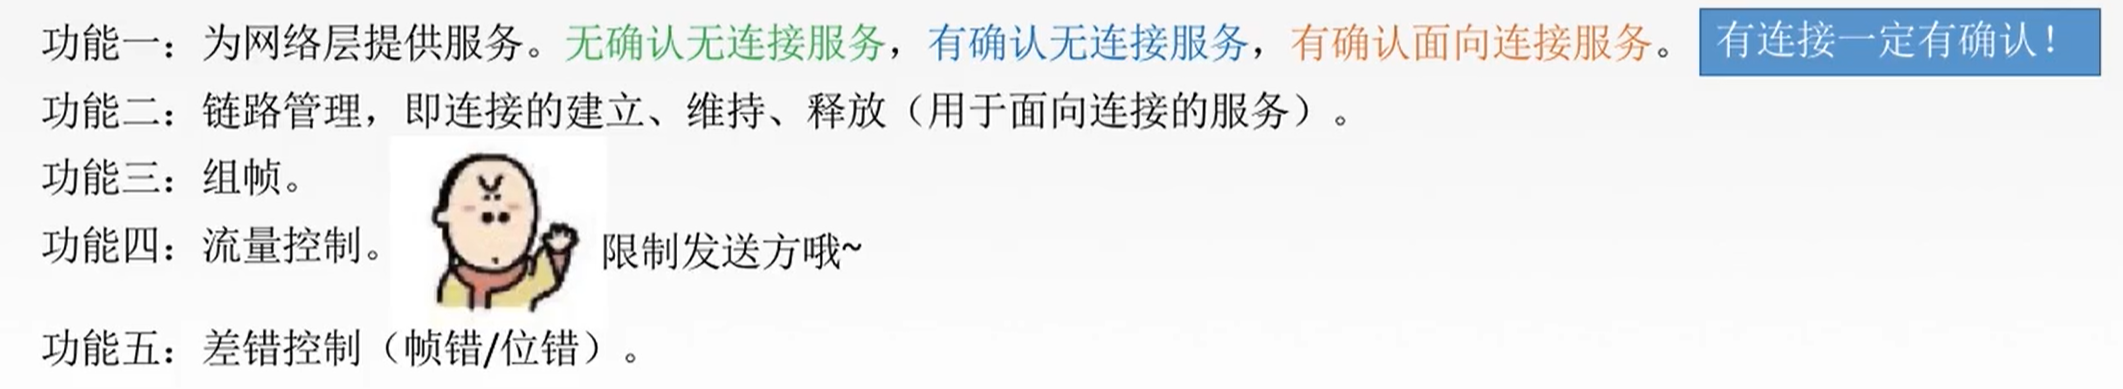 功能一：为网络层提供服务。无确认无连接服务，有确认无连接服务，有确认面向连接服务。 有连接一定有确认！
功能二：链路管理，即连接的建立、维持、释放（用于面向连接的服务）。
功能三：组帧。
功能四：流量控制。 限制发送方哦~
功能五：差错控制（帧错/位错）。